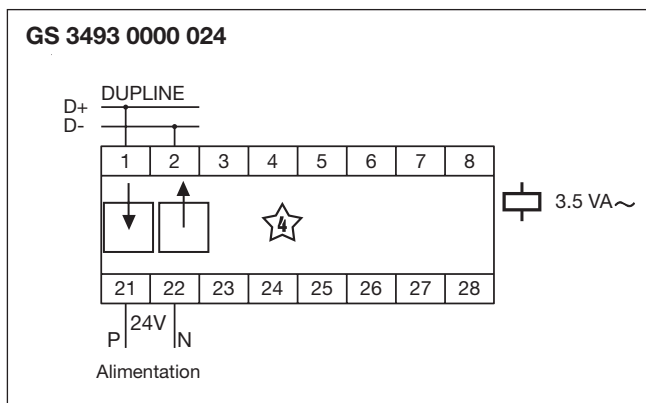 GS 3493 0000 024
DUPLINE
D+
D-
1 2 3 4 5 6 7 8
4
3.5 VA~
21 22 23 24 25 26 27 28
24V
P N
Alimentation